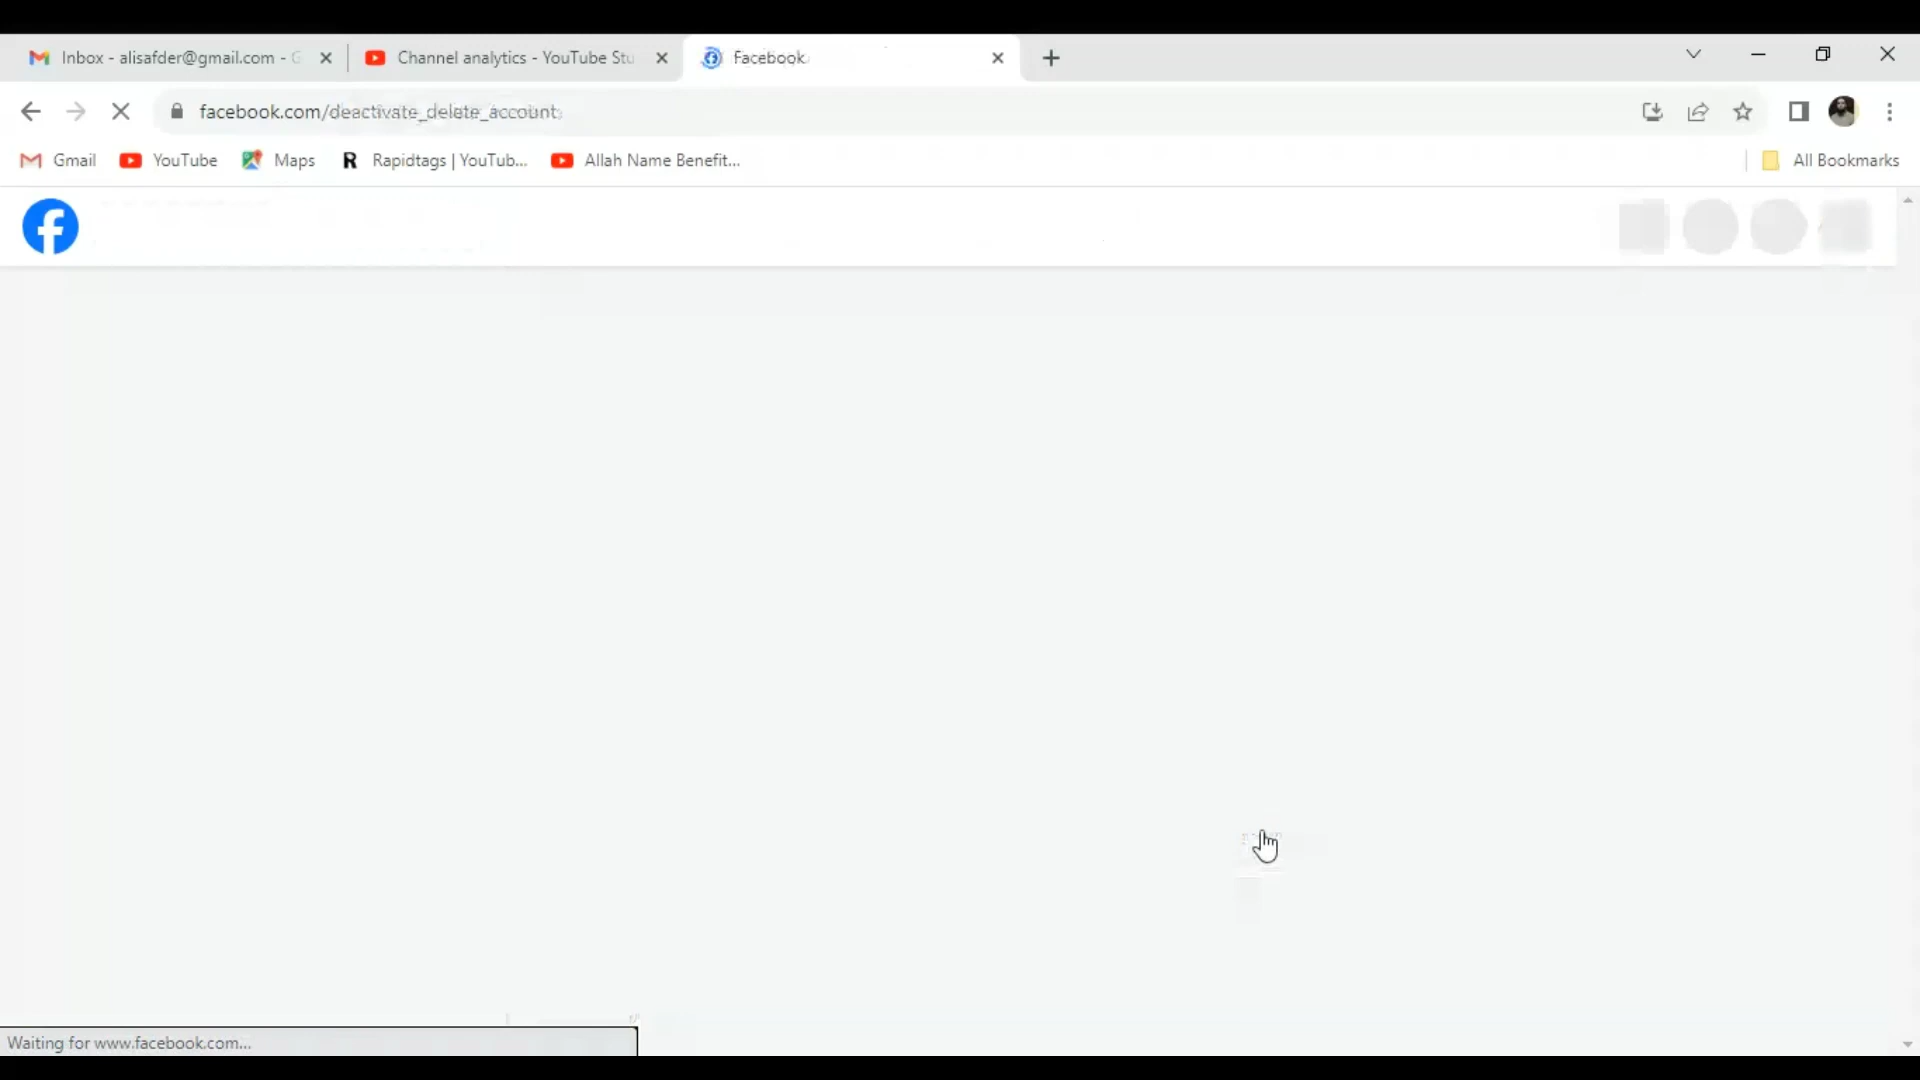 Inbox - alisafder@gmail.com - G
Channel analytics - YouTube Stu
Facebook
facebook.com/deactivate_delete_account
Gmail
YouTube
Maps
Rapidtags | YouTub...
Allah Name Benefit...
All Bookmarks
Waiting for www.facebook.com...